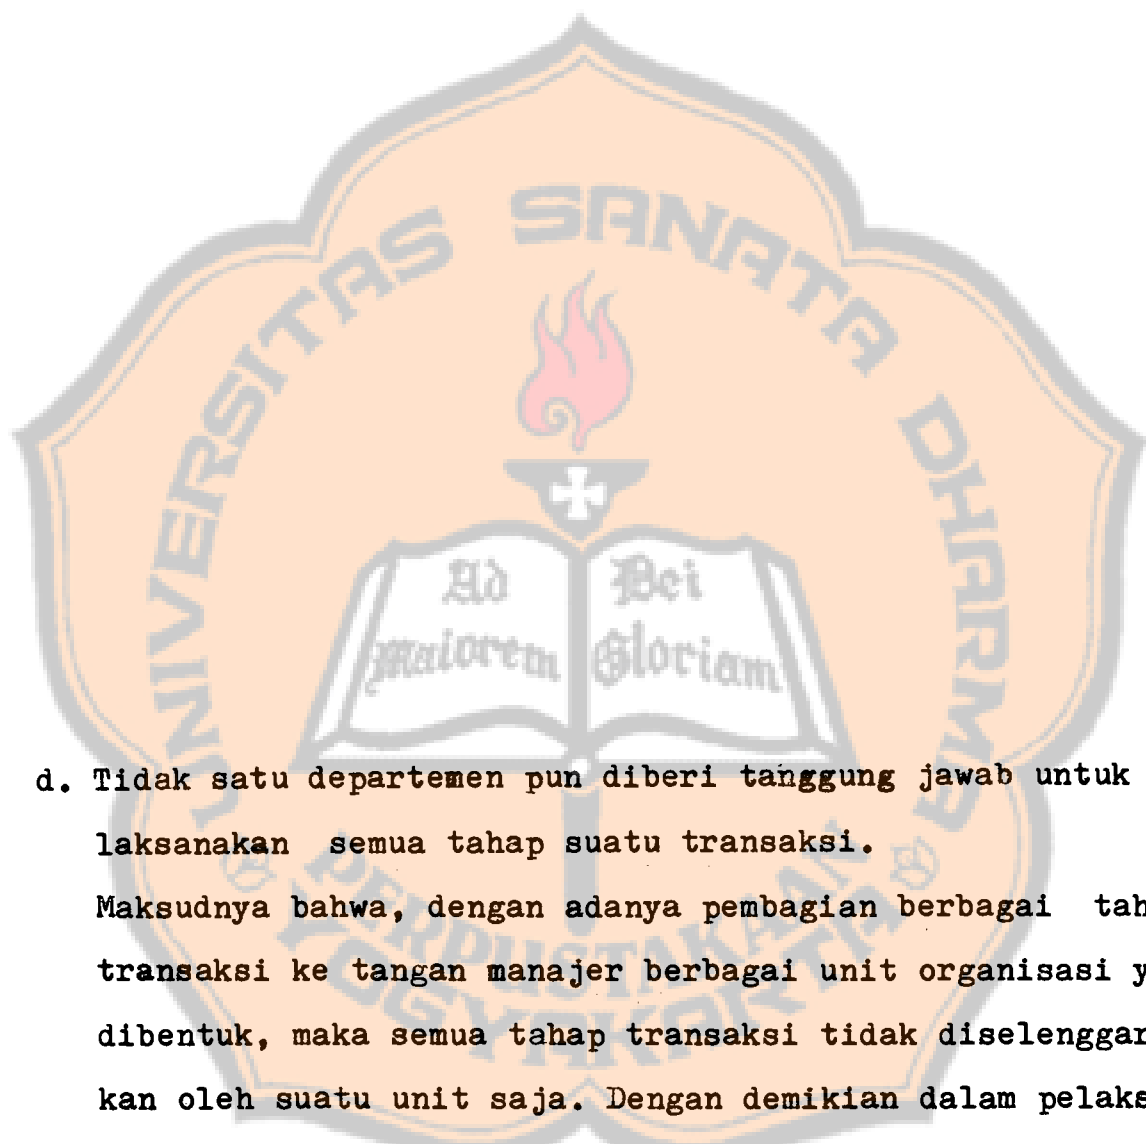 UNIVERSITAS SANATA DHARMA
Ad Dei
Maiorem Gloriam
PERPUSTAKAAN
YOGYAKARTA
d. Tidak satu departemen pun diberi tanggung jawab untuk
laksanakan semua tahap suatu transaksi.
Maksudnya bahwa, dengan adanya pembagian berbagai tah
transaksi ke tangan manajer berbagai unit organisasi y
dibentuk, maka semua tahap transaksi tidak diselenggar
kan oleh suatu unit saja. Dengan demikian dalam pelaks